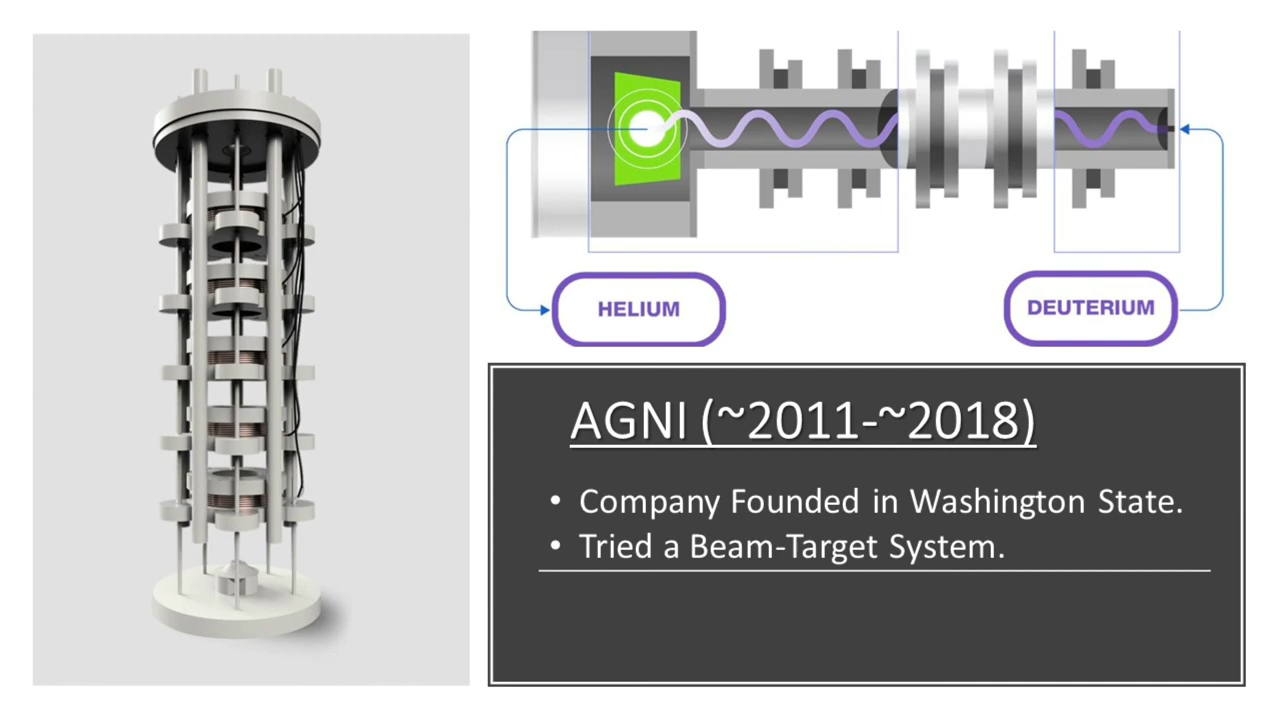 HELIUM
DEUTERIUM
AGNI (~2011-~2018)
• Company Founded in Washington State.
• Tried a Beam-Target System.